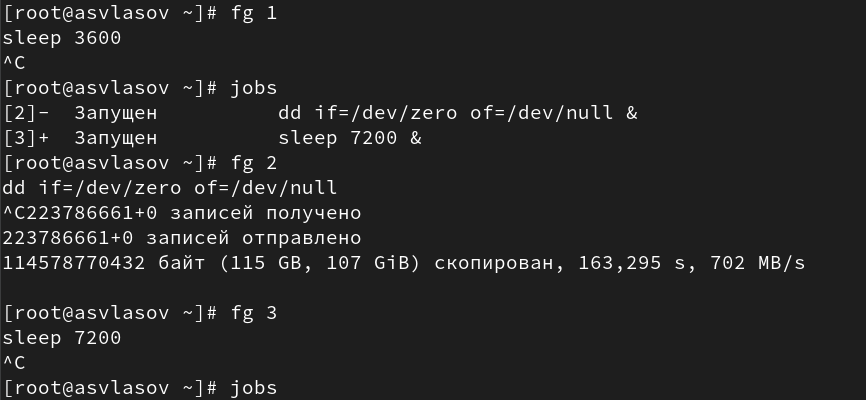 [root@asvlasov ~]# fg 1
sleep 3600
^C
[root@asvlasov ~]# jobs
[2]-  Запущен          dd if=/dev/zero of=/dev/null &
[3]+  Запущен          sleep 7200 &
[root@asvlasov ~]# fg 2
dd if=/dev/zero of=/dev/null
^C223786661+0 записей получено
223786661+0 записей отправлено
114578770432 байт (115 GB, 107 GiB) скопирован, 163,295 s, 702 MB/s
[root@asvlasov ~]# fg 3
sleep 7200
^C
[root@asvlasov ~]# jobs